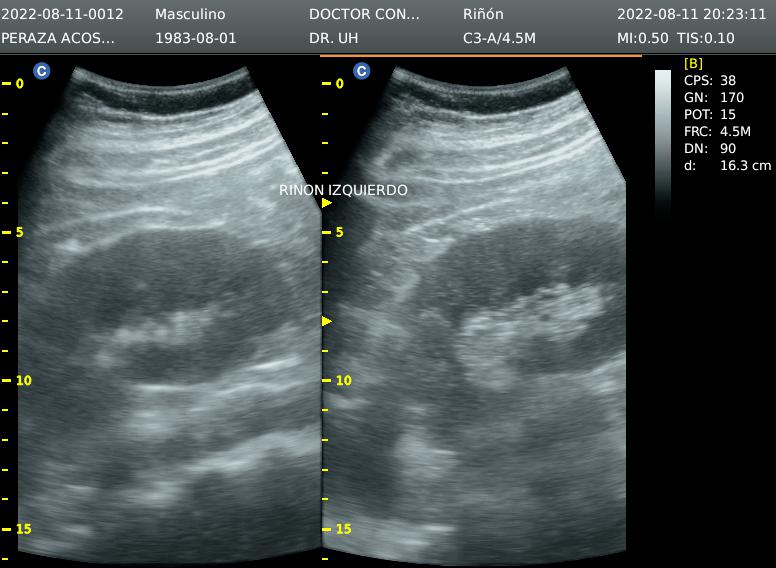 2022-08-11-0012 Masculino DOCTOR CON... Riñón 2022-08-11 20:23:11
PERAZA ACOS... 1983-08-01 DR. UH C3-A/4.5M MI:0.50 TIS:0.10
C C
[B]
CPS: 38
GN: 170
POT: 15
FRC: 4.5M
DN: 90
d: 16.3 cm
0 0
RINON IZQUIERDO
5 5
10 10
15 15